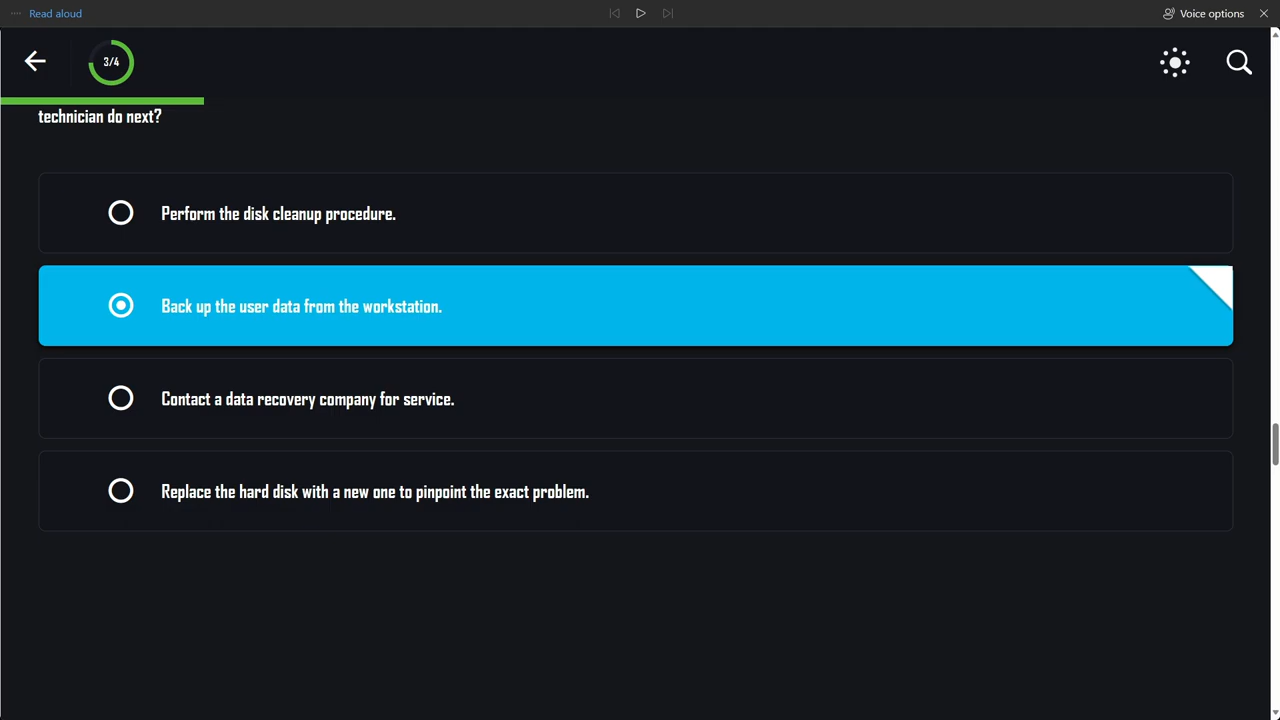 Read aloud
Voice options
3/4
technician do next?
Perform the disk cleanup procedure.
Back up the user data from the workstation.
Contact a data recovery company for service.
Replace the hard disk with a new one to pinpoint the exact problem.